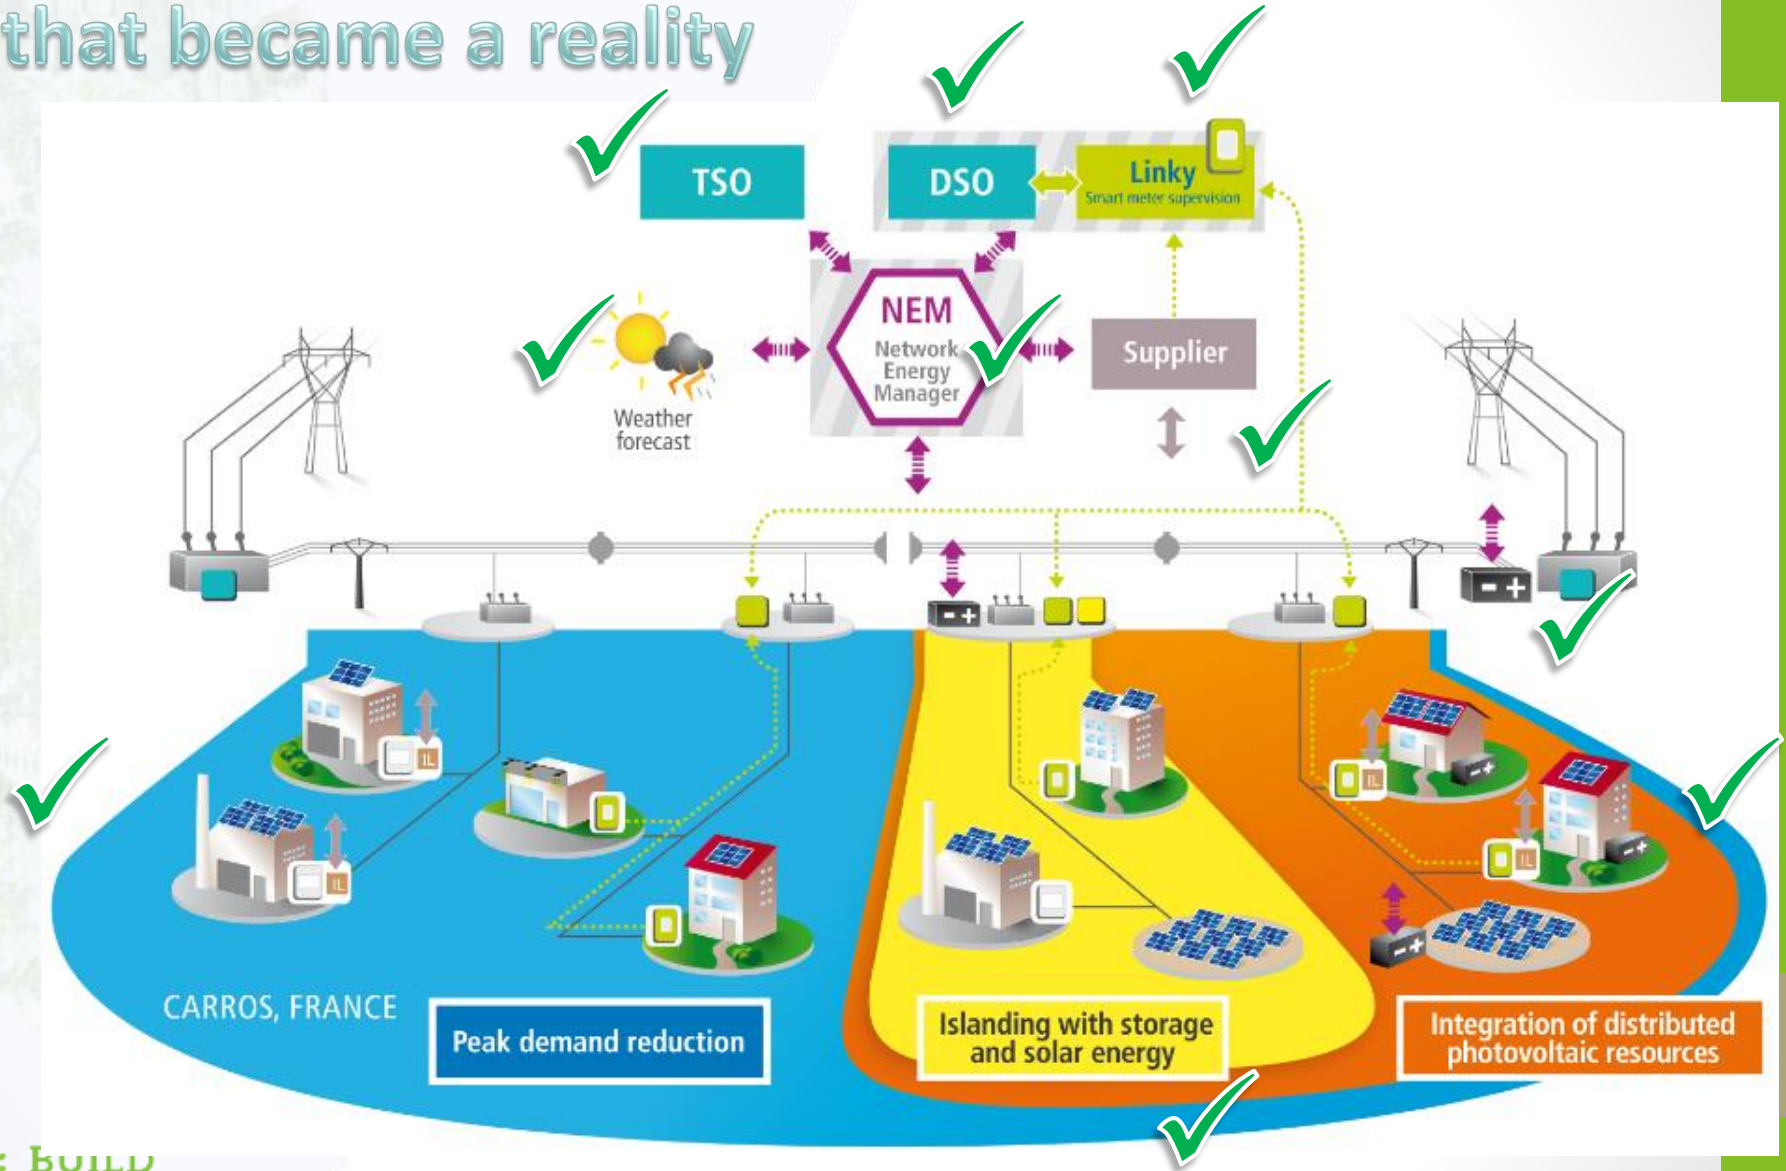 that became a reality
TSO
DSO
Linky
Smart meter supervision
NEM
Network
Energy
Manager
Supplier
Weather
forecast
- +
- +
IL
IL
IL
- +
IL
- +
- +
CARROS, FRANCE
Peak demand reduction
Islanding with storage
and solar energy
Integration of distributed
photovoltaic resources
: BUILD